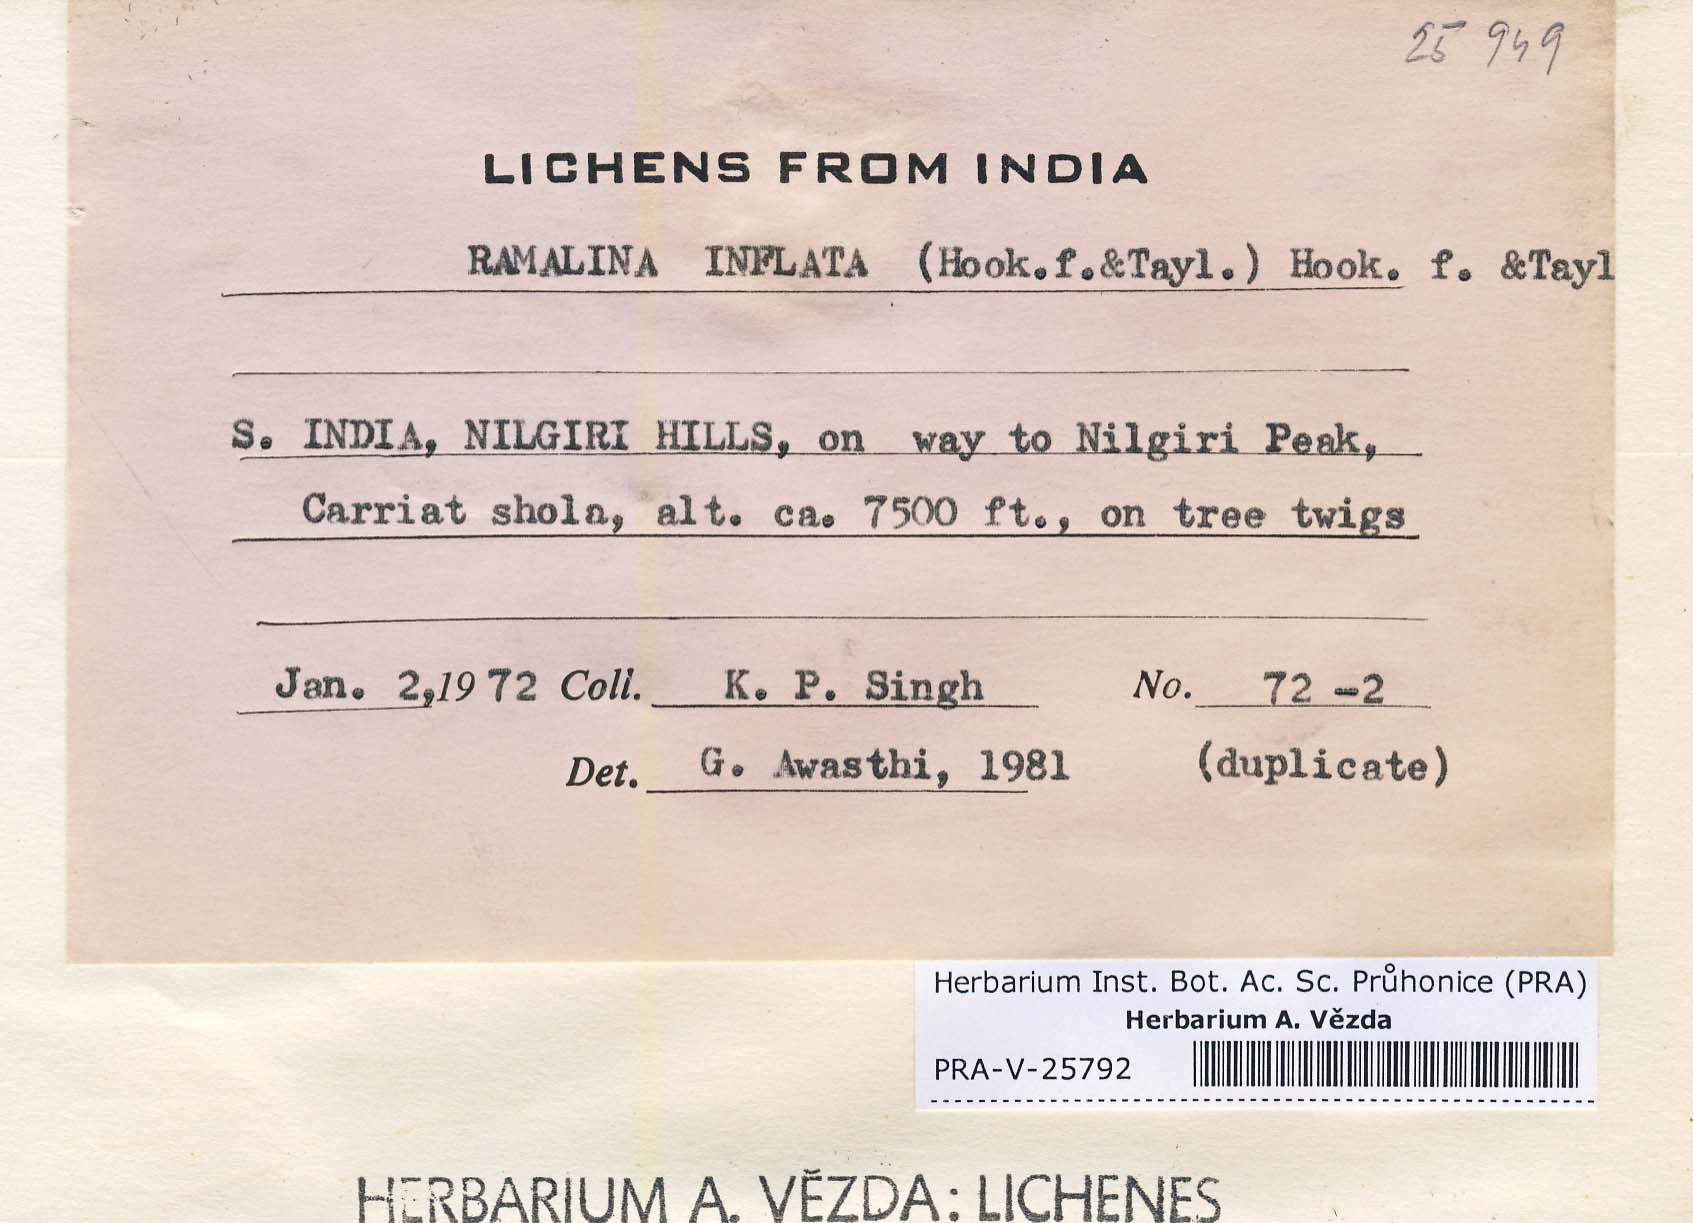 25 949
LICHENS FROM INDIA
RAMALINA INFLATA (Hook.f.&Tayl.) Hook. f. &Tayl
S. INDIA, NILGIRI HILLS, on way to Nilgiri Peak,
Carriat shola, alt. ca. 7500 ft., on tree twigs
Jan. 2,1972 Coll. K. P. Singh No. 72 -2
Det. G. Awasthi, 1981 (duplicate)
Herbarium Inst. Bot. Ac. Sc. Průhonice (PRA)
Herbarium A. Vězda
PRA-V-25792
HERBARIUM A. VĚZDA: LICHENES